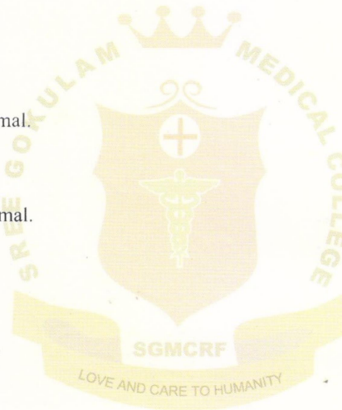 SREE GOKULAM MEDICAL COLLEGE
mal.
mal.
SGMCRF
LOVE AND CARE TO HUMANITY